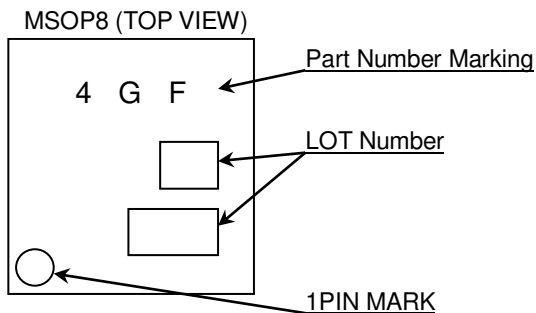 MSOP8 (TOP VIEW)
Part Number Marking
4 G F
LOT Number
1PIN MARK